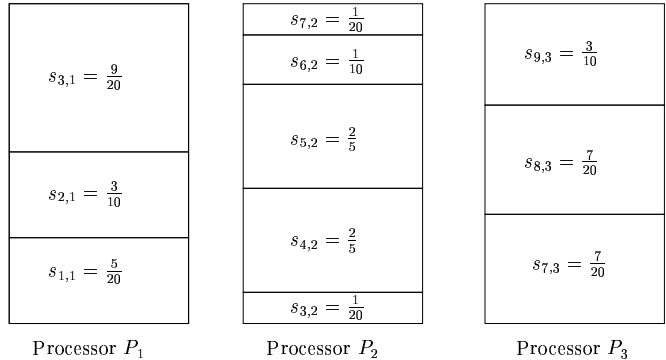 s_{3,1} = 9/20
s_{2,1} = 3/10
s_{1,1} = 5/20
Processor P_1
s_{7,2} = 1/20
s_{6,2} = 1/10
s_{5,2} = 2/5
s_{4,2} = 2/5
s_{3,2} = 1/20
Processor P_2
s_{9,3} = 3/10
s_{8,3} = 7/20
s_{7,3} = 7/20
Processor P_3